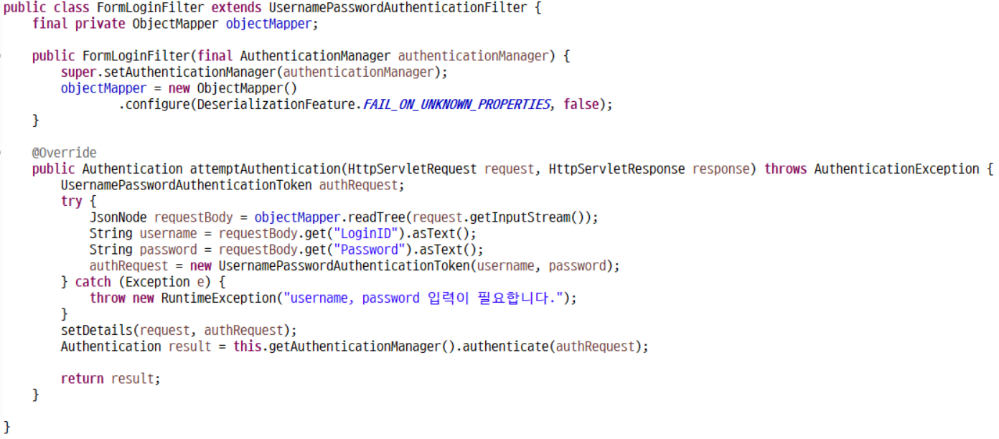 public class FormLoginFilter extends UsernamePasswordAuthenticationFilter {
    final private ObjectMapper objectMapper;

    public FormLoginFilter(final AuthenticationManager authenticationManager) {
        super.setAuthenticationManager(authenticationManager);
        objectMapper = new ObjectMapper()
                .configure(DeserializationFeature.FAIL_ON_UNKNOWN_PROPERTIES, false);
    }

    @Override
    public Authentication attemptAuthentication(HttpServletRequest request, HttpServletResponse response) throws AuthenticationException {
        UsernamePasswordAuthenticationToken authRequest;
        try {
            JsonNode requestBody = objectMapper.readTree(request.getInputStream());
            String username = requestBody.get("LoginID").asText();
            String password = requestBody.get("Password").asText();
            authRequest = new UsernamePasswordAuthenticationToken(username, password);
        } catch (Exception e) {
            throw new RuntimeException("username, password 입력이 필요합니다.");
        }
        setDetails(request, authRequest);
        Authentication result = this.getAuthenticationManager().authenticate(authRequest);

        return result;
    }

}